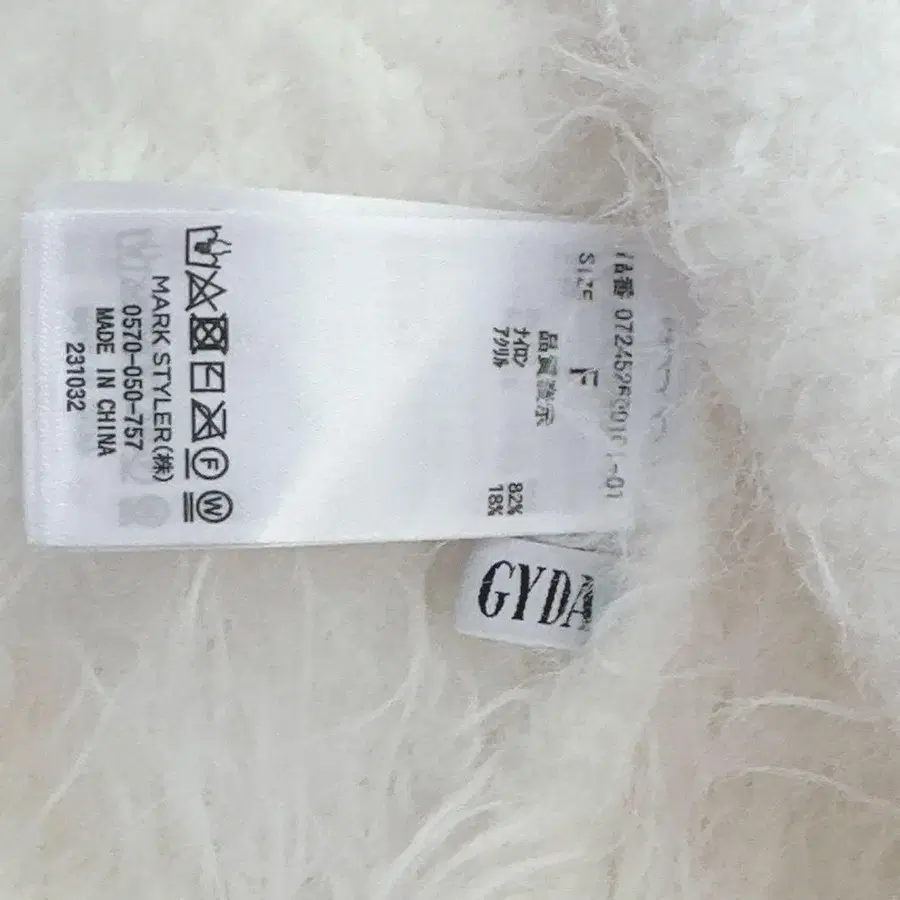 品番 07245260
SIZE
F
品質表示
ナイロン 82%
アクリル 18%
F
W
MARK STYLER(株)
0570-050-757
MADE IN CHINA
231032
GYDA